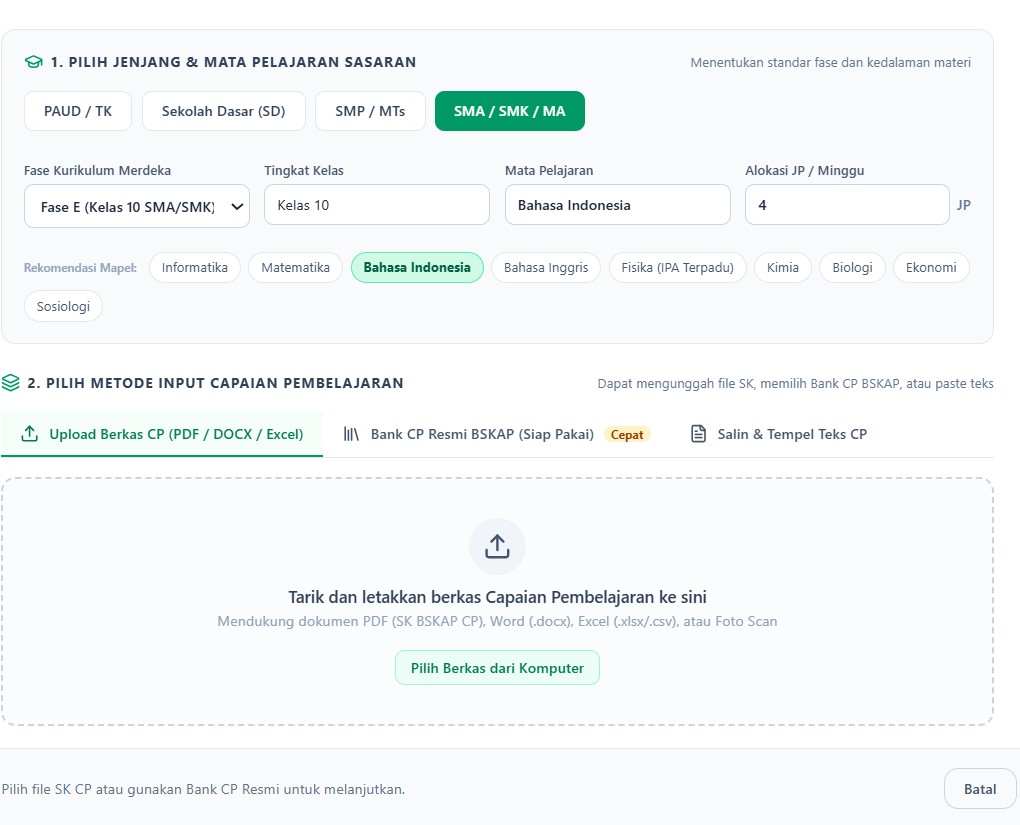 1. PILIH JENJANG & MATA PELAJARAN SASARAN
Menentukan standar fase dan kedalaman materi
PAUD / TK
Sekolah Dasar (SD)
SMP / MTs
SMA / SMK / MA
Fase Kurikulum Merdeka
Tingkat Kelas
Mata Pelajaran
Alokasi JP / Minggu
Fase E (Kelas 10 SMA/SMK)
Kelas 10
Bahasa Indonesia
4
JP
Rekomendasi Mapel:
Informatika
Matematika
Bahasa Indonesia
Bahasa Inggris
Fisika (IPA Terpadu)
Kimia
Biologi
Ekonomi
Sosiologi
2. PILIH METODE INPUT CAPAIAN PEMBELAJARAN
Dapat mengunggah file SK, memilih Bank CP BSKAP, atau paste teks
Upload Berkas CP (PDF / DOCX / Excel)
Bank CP Resmi BSKAP (Siap Pakai)
Cepat
Salin & Tempel Teks CP
Tarik dan letakkan berkas Capaian Pembelajaran ke sini
Mendukung dokumen PDF (SK BSKAP CP), Word (.docx), Excel (.xlsx/.csv), atau Foto Scan
Pilih Berkas dari Komputer
Pilih file SK CP atau gunakan Bank CP Resmi untuk melanjutkan.
Batal